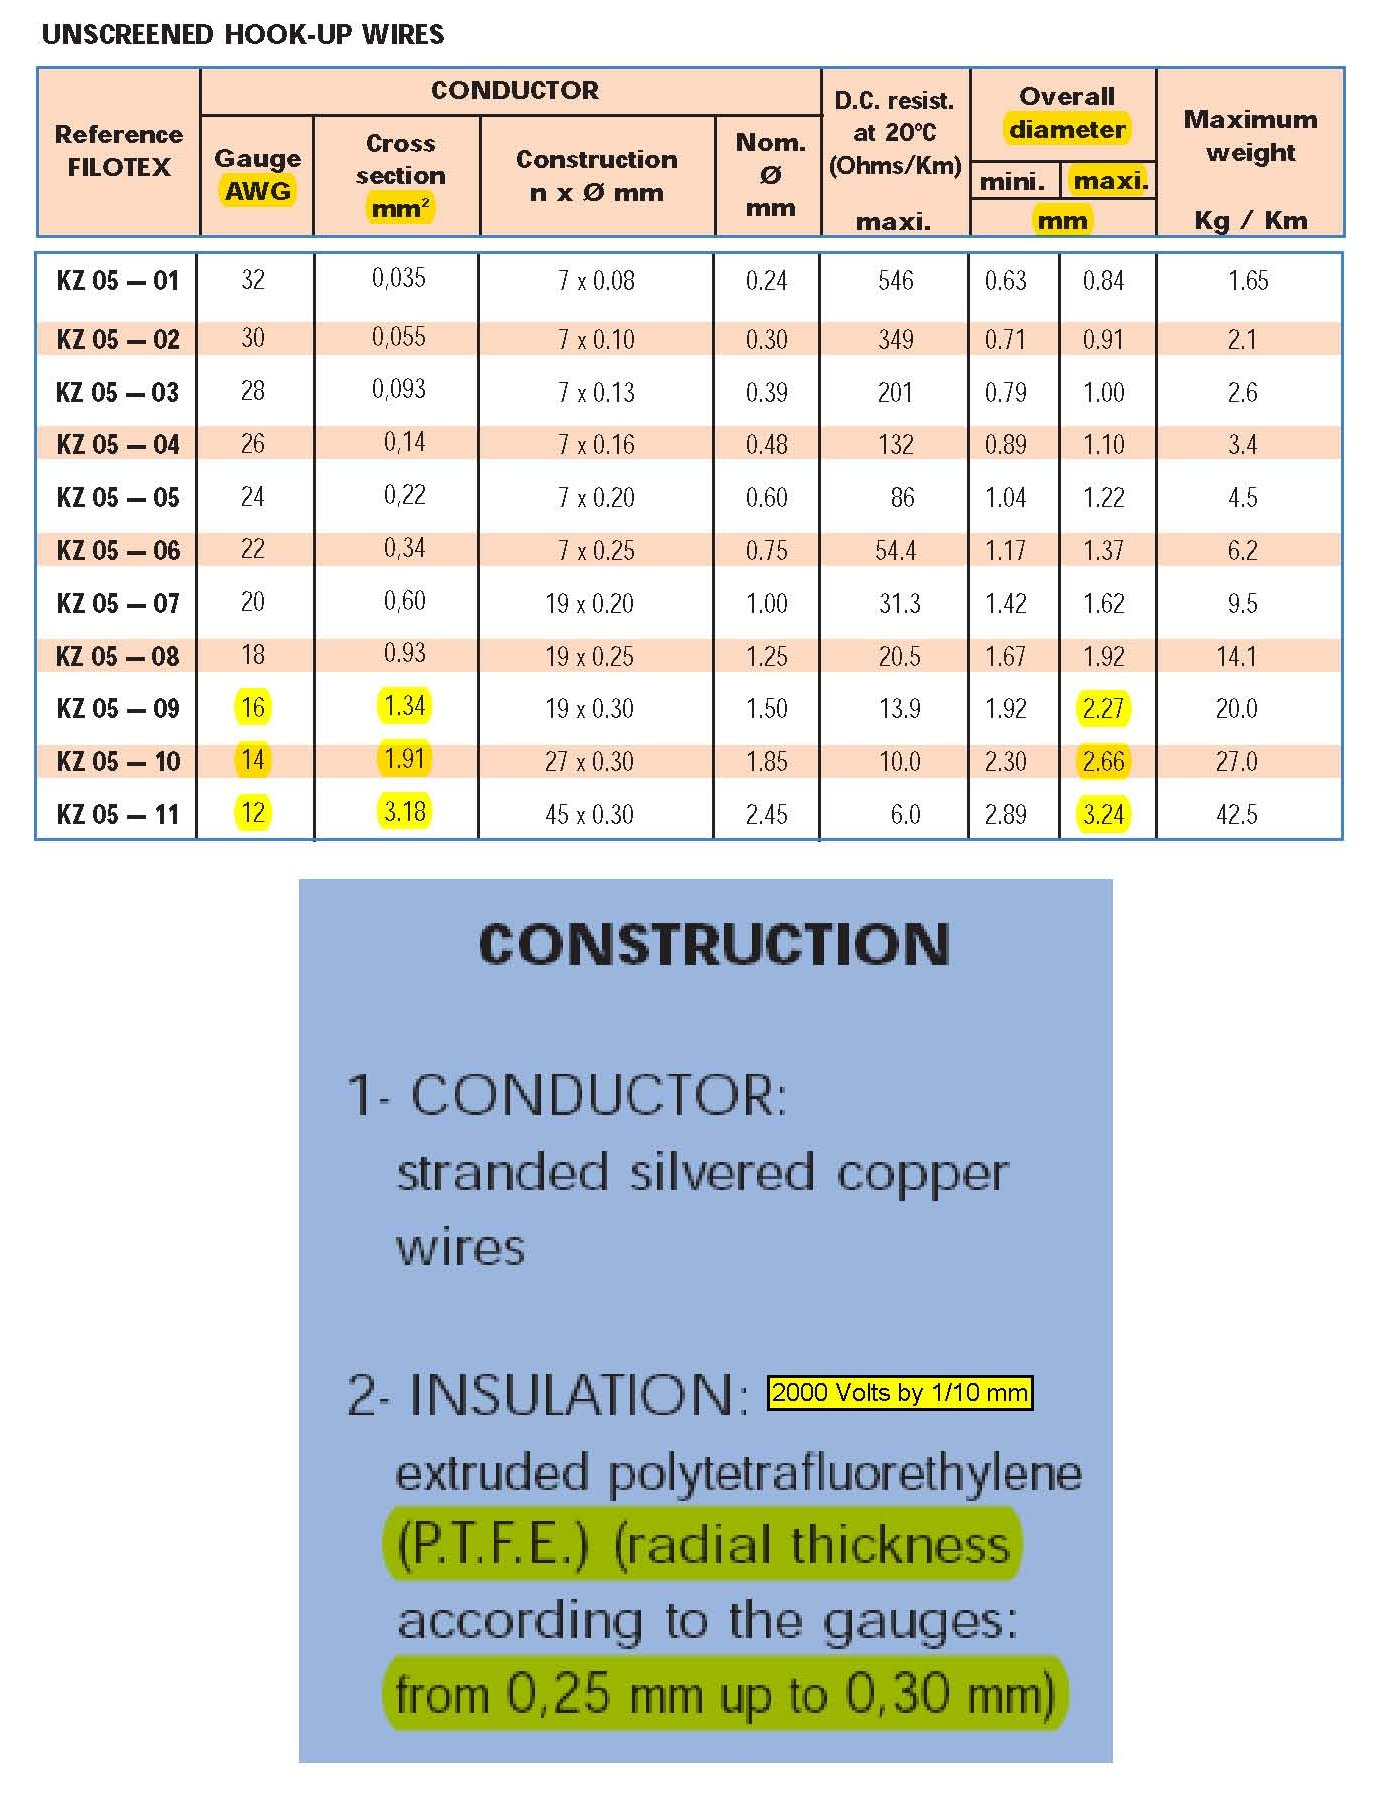 UNSCREENED HOOK-UP WIRES
Reference FILOTEX
CONDUCTOR
Gauge AWG
Cross section mm²
Construction n x Ø mm
Nom. Ø mm
D.C. resist. at 20°C (Ohms/Km) maxi.
Overall diameter
mini. maxi.
mm
Maximum weight Kg / Km
KZ 05 – 01 32 0,035 7 x 0.08 0.24 546 0.63 0.84 1.65
KZ 05 – 02 30 0,055 7 x 0.10 0.30 349 0.71 0.91 2.1
KZ 05 – 03 28 0,093 7 x 0.13 0.39 201 0.79 1.00 2.6
KZ 05 – 04 26 0,14 7 x 0.16 0.48 132 0.89 1.10 3.4
KZ 05 – 05 24 0,22 7 x 0.20 0.60 86 1.04 1.22 4.5
KZ 05 – 06 22 0,34 7 x 0.25 0.75 54.4 1.17 1.37 6.2
KZ 05 – 07 20 0,60 19 x 0.20 1.00 31.3 1.42 1.62 9.5
KZ 05 – 08 18 0.93 19 x 0.25 1.25 20.5 1.67 1.92 14.1
KZ 05 – 09 16 1.34 19 x 0.30 1.50 13.9 1.92 2.27 20.0
KZ 05 – 10 14 1.91 27 x 0.30 1.85 10.0 2.30 2.66 27.0
KZ 05 – 11 12 3.18 45 x 0.30 2.45 6.0 2.89 3.24 42.5
CONSTRUCTION
1- CONDUCTOR:
stranded silvered copper
wires
2- INSULATION: 2000 Volts by 1/10 mm
extruded polytetrafluorethylene
(P.T.F.E.) (radial thickness
according to the gauges:
from 0,25 mm up to 0,30 mm)